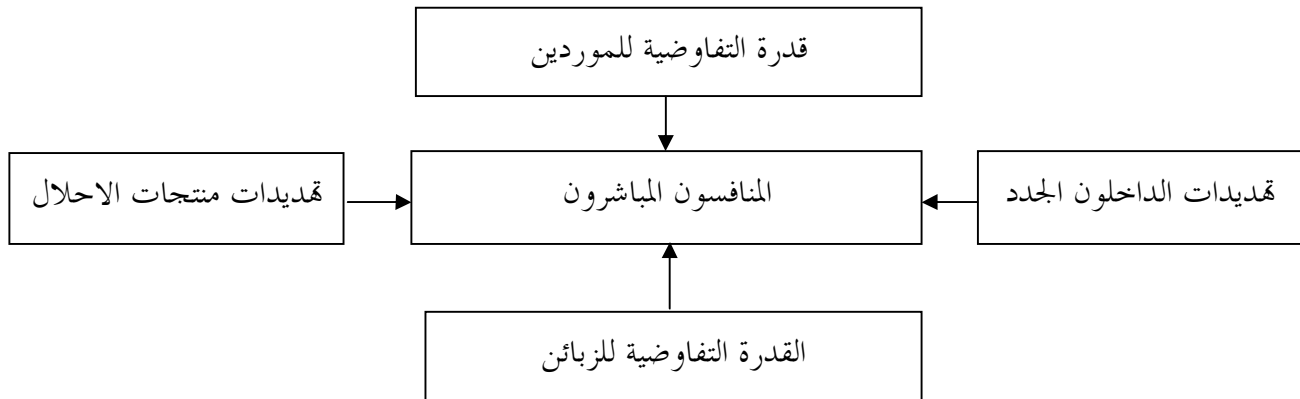 قدرة التفاوضية للموردين
تهديدات الداخلون الجدد
المنافسون المباشرون
تهديدات منتجات الاحلال
القدرة التفاوضية للزبائن